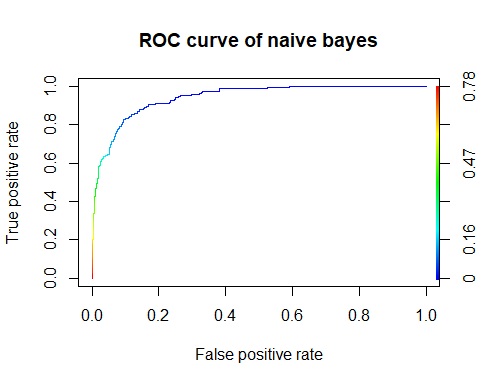 ROC curve of naive bayes
True positive rate
1.0
0.8
0.6
0.4
0.2
0.0
0.78
0.47
0.16
0
0.0 0.2 0.4 0.6 0.8 1.0
False positive rate